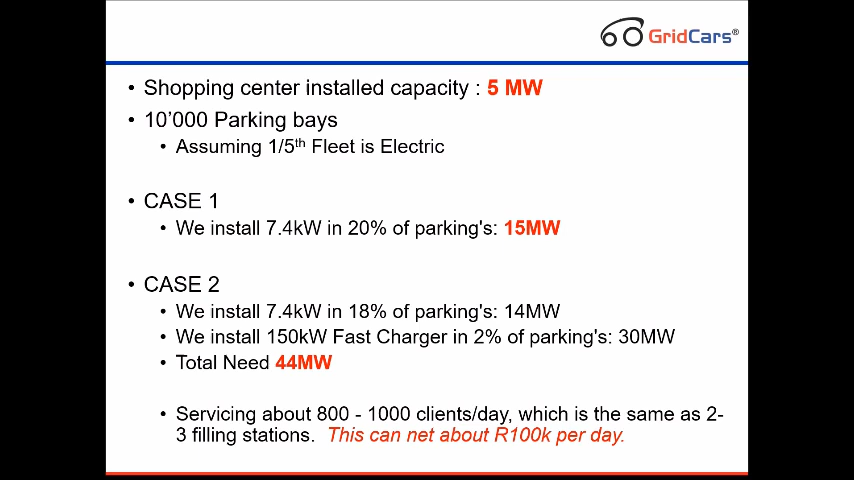 GridCars®
• Shopping center installed capacity : 5 MW
• 10’000 Parking bays
• Assuming 1/5th Fleet is Electric
• CASE 1
• We install 7.4kW in 20% of parking's: 15MW
• CASE 2
• We install 7.4kW in 18% of parking's: 14MW
• We install 150kW Fast Charger in 2% of parking's: 30MW
• Total Need 44MW
• Servicing about 800 - 1000 clients/day, which is the same as 2-
3 filling stations. This can net about R100k per day.